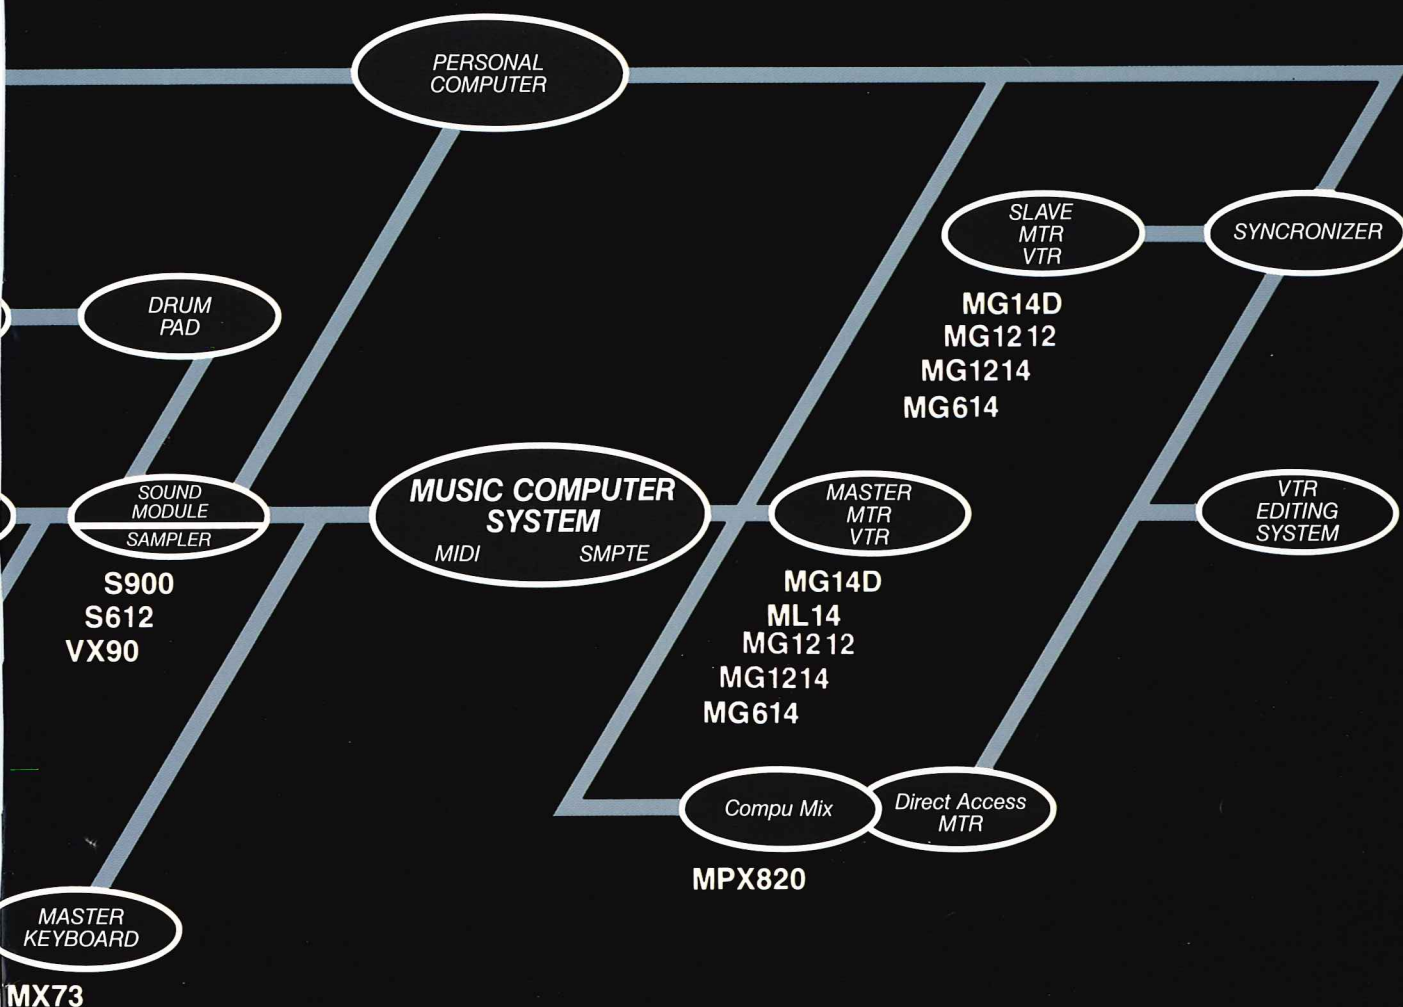 PERSONAL
COMPUTER
SLAVE
MTR
VTR
SYNCRONIZER
MG14D
MG1212
MG1214
MG614
DRUM
PAD
SOUND
MODULE
SAMPLER
S900
S612
VX90
MUSIC COMPUTER
SYSTEM
MIDI SMPTE
MASTER
MTR
VTR
MG14D
ML14
MG1212
MG1214
MG614
VTR
EDITING
SYSTEM
Compu Mix
Direct Access
MTR
MPX820
MASTER
KEYBOARD
MX73